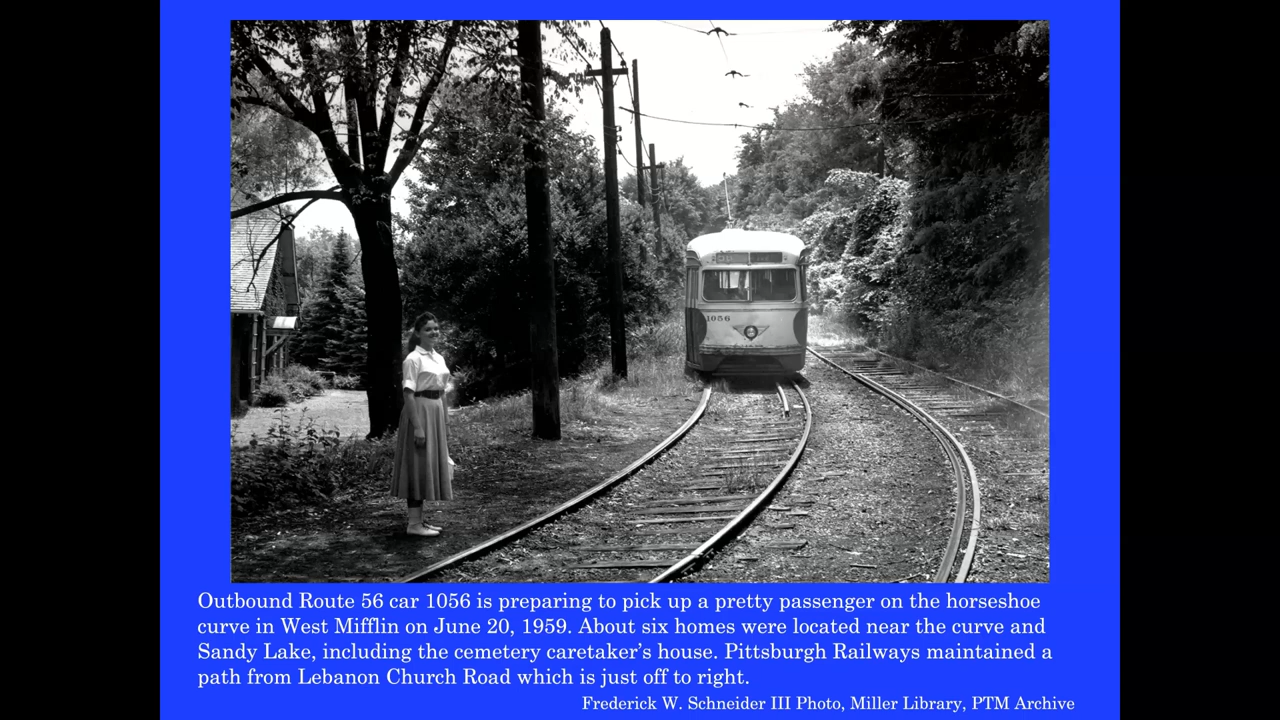 1056
Outbound Route 56 car 1056 is preparing to pick up a pretty passenger on the horseshoe
curve in West Mifflin on June 20, 1959. About six homes were located near the curve and
Sandy Lake, including the cemetery caretaker’s house. Pittsburgh Railways maintained a
path from Lebanon Church Road which is just off to right.
Frederick W. Schneider III Photo, Miller Library, PTM Archive